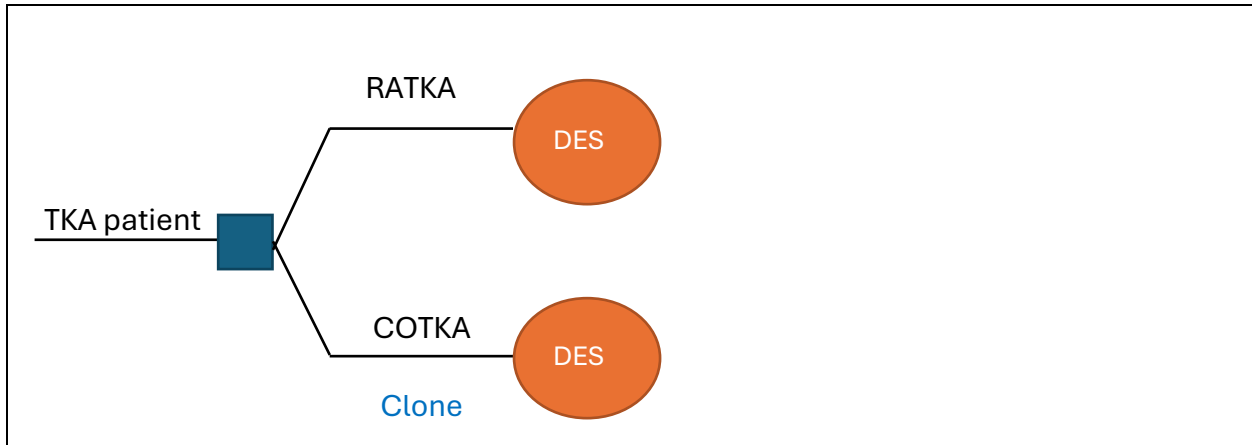 RATKA
DES
TKA patient
COTKA
DES
Clone